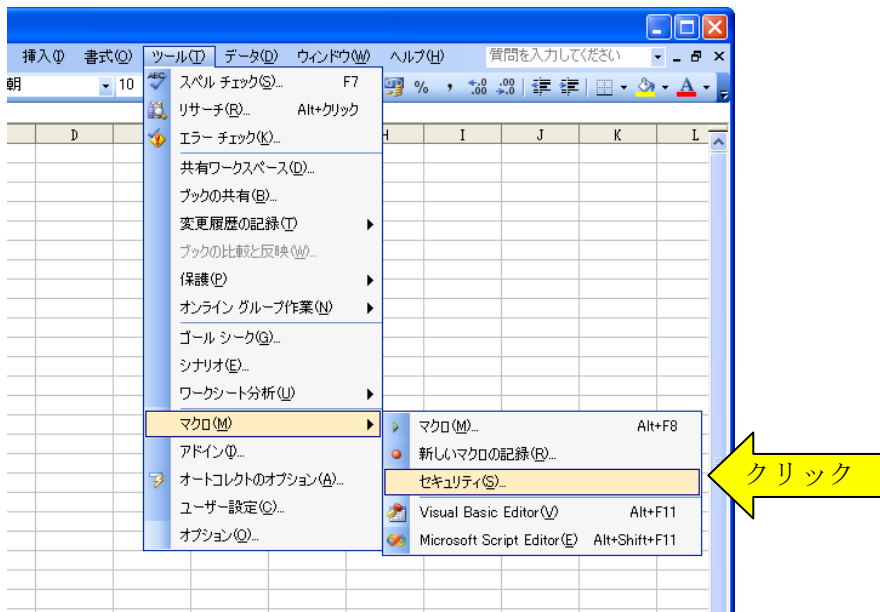 挿入(I) 書式(O) ツール(T) データ(D) ウィンドウ(W) ヘルプ(H) 質問を入力してください
朝 10 % , .0 .00 .00 .0 A
D H I J K L
ABC スペル チェック(S)... F7
リサーチ(R)... Alt+クリック
エラー チェック(K)...
共有ワークスペース(D)...
ブックの共有(B)...
変更履歴の記録(T)
ブックの比較と反映(W)...
保護(P)
オンライン グループ作業(N)
ゴール シーク(G)...
シナリオ(E)...
ワークシート分析(U)
マクロ(M)
アドイン(I)...
オートコレクトのオプション(A)...
ユーザー設定(C)...
オプション(O)...
マクロ(M)... Alt+F8
新しいマクロの記録(R)...
セキュリティ(S)...
Visual Basic Editor(V) Alt+F11
Microsoft Script Editor(E) Alt+Shift+F11
クリック